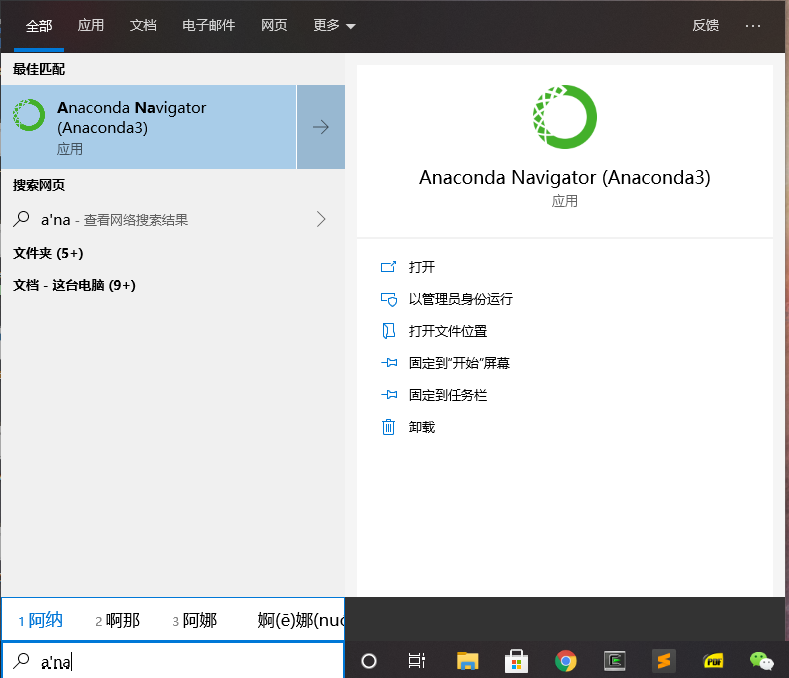 全部 应用 文档 电子邮件 网页 更多 反馈 ...
最佳匹配
Anaconda Navigator
(Anaconda3)
应用
搜索网页
a'na - 查看网络搜索结果
文件夹 (5+)
文档 - 这台电脑 (9+)
Anaconda Navigator (Anaconda3)
应用
打开
以管理员身份运行
打开文件位置
固定到"开始"屏幕
固定到任务栏
卸载
1 阿纳 2 啊那 3 阿娜 婀(ē)娜(nuó
a'na
PDF